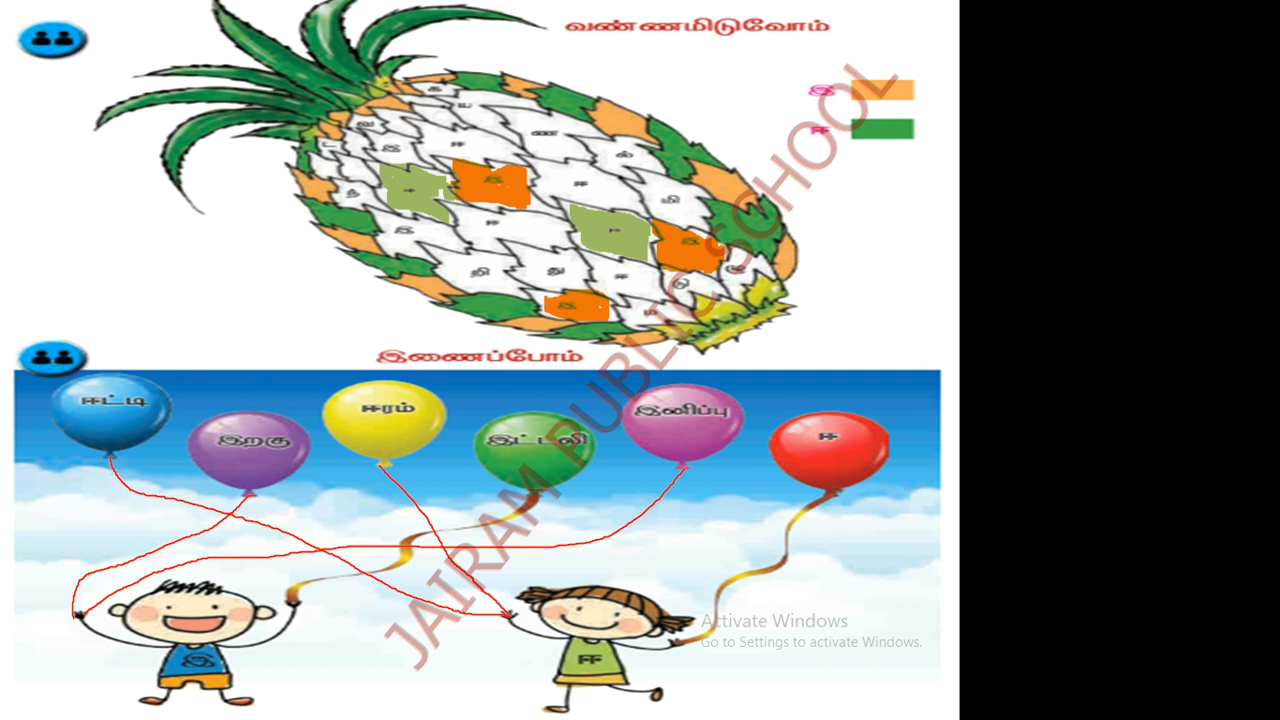 வண்ணமிடுவோம்
இ
ஈ
க
ய
வ
ண
ட
இ
ஈ
ல்
இ
ஈ
த்
மி
இ
ஈ
ஈ
இ
றி
து
ஈ
இ
ம
இணைப்போம்
ஈட்டி
ஈரம்
இனிப்பு
இறகு
இட்டலி
ஈ
இ
ஈ
JAIRAM PUBLIC SCHOOL
Activate Windows
Go to Settings to activate Windows.